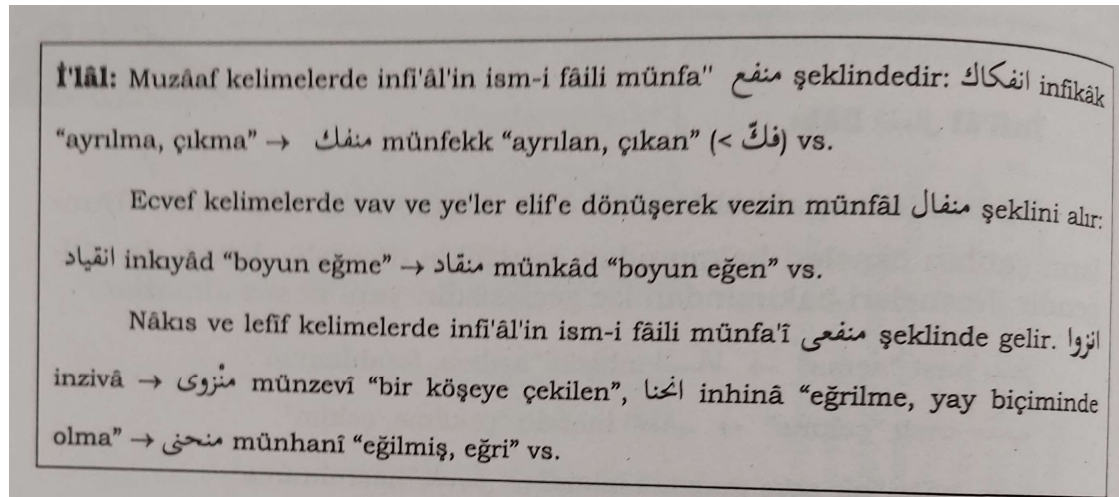 İ'lâl: Muzâaf kelimelerde infi'âl'in ism-i fâili münfa'' منفع şeklindedir: انفكاك infikâk
“ayrılma, çıkma” → منفك münfekk “ayrılan, çıkan” (< فكّ) vs.
Ecvef kelimelerde vav ve ye'ler elif'e dönüşerek vezin münfâl منفال şeklini alır:
انقياد inkıyâd “boyun eğme” → منقاد münkâd “boyun eğen” vs.
Nâkıs ve lefîf kelimelerde infi'âl'in ism-i fâili münfa'î منفعى şeklinde gelir. انزوا
inzivâ → منْزوى münzevî “bir köşeye çekilen”, انحنا inhinâ “eğrilme, yay biçiminde
olma” → منحنى münhanî “eğilmiş, eğri” vs.